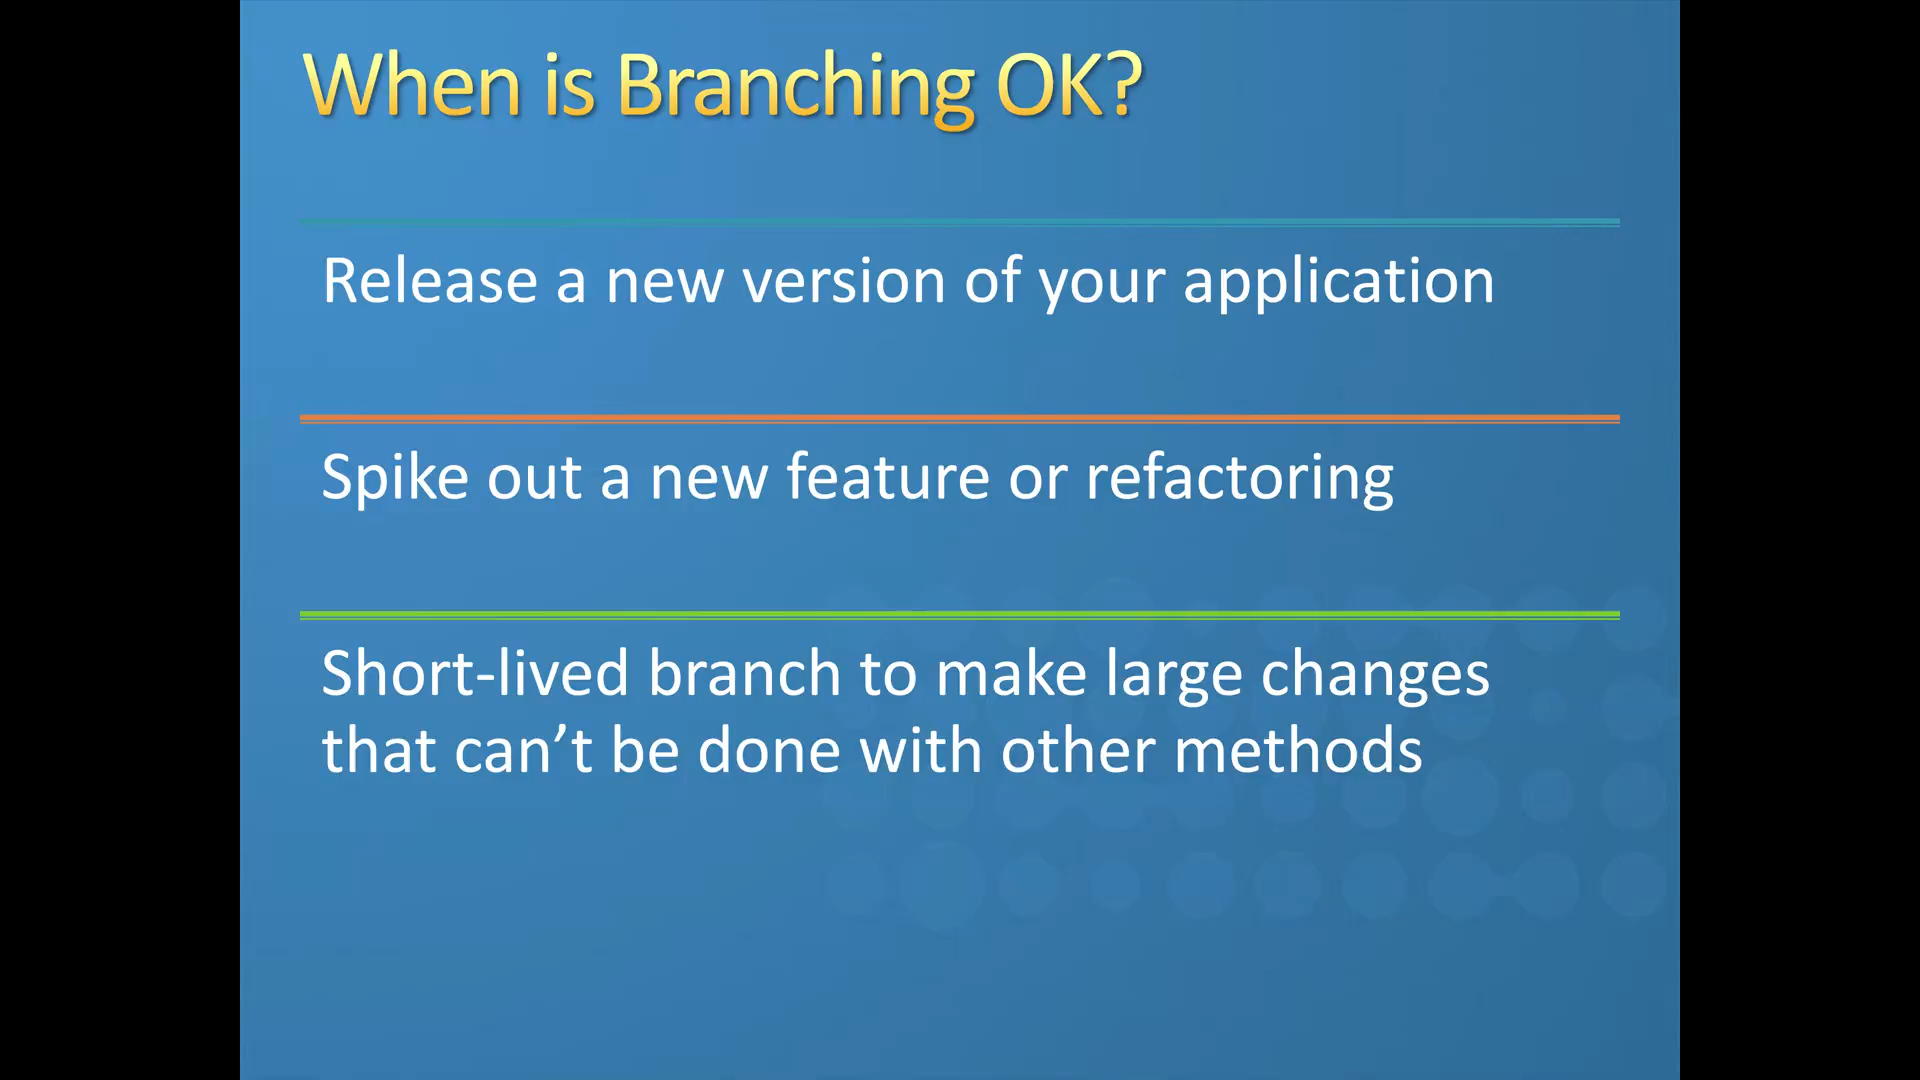 When is Branching OK?
Release a new version of your application
Spike out a new feature or refactoring
Short-lived branch to make large changes
that can’t be done with other methods